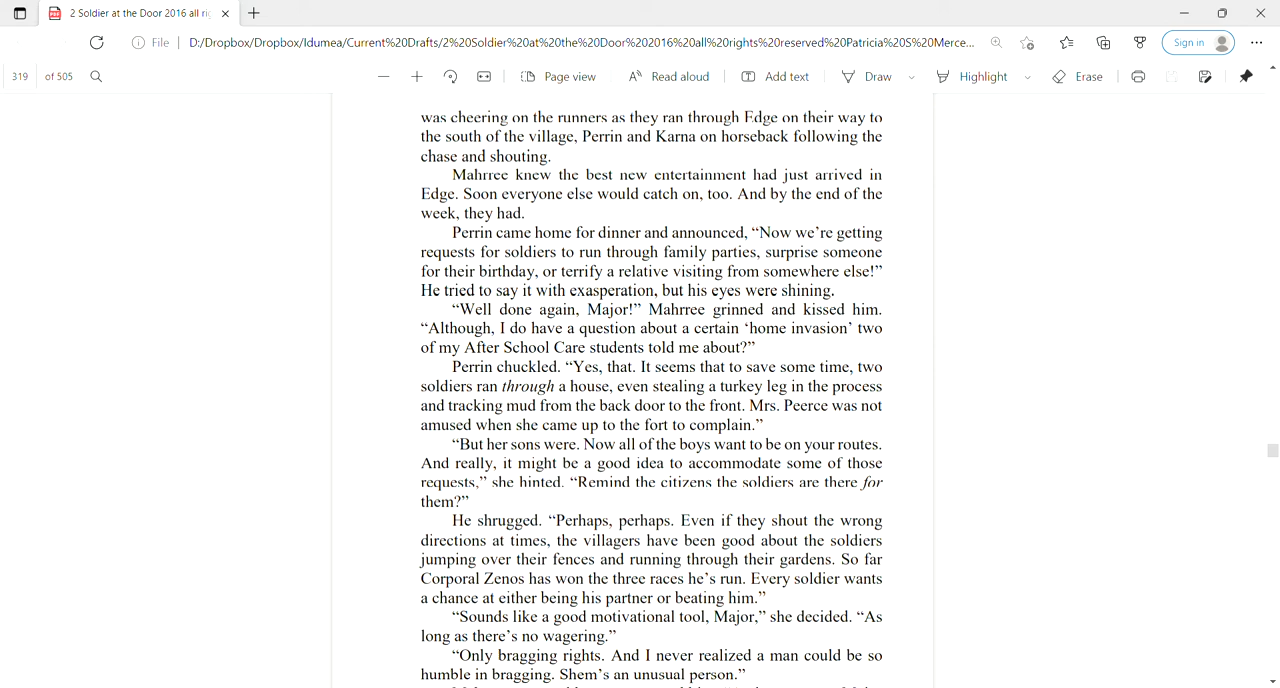 2 Soldier at the Door 2016 all ri
File D:/Dropbox/Dropbox/Idumea/Current%20Drafts/2%20Soldier%20at%20the%20Door%202016%20all%20rights%20reserved%20Patricia%20S%20Merce... Sign in
319 of 505 Page view Read aloud Add text Draw Highlight Erase
was cheering on the runners as they ran through Edge on their way to
the south of the village, Perrin and Karna on horseback following the
chase and shouting.
Mahrree knew the best new entertainment had just arrived in
Edge. Soon everyone else would catch on, too. And by the end of the
week, they had.
Perrin came home for dinner and announced, “Now we’re getting
requests for soldiers to run through family parties, surprise someone
for their birthday, or terrify a relative visiting from somewhere else!”
He tried to say it with exasperation, but his eyes were shining.
“Well done again, Major!” Mahrree grinned and kissed him.
“Although, I do have a question about a certain ‘home invasion’ two
of my After School Care students told me about?”
Perrin chuckled. “Yes, that. It seems that to save some time, two
soldiers ran through a house, even stealing a turkey leg in the process
and tracking mud from the back door to the front. Mrs. Peerce was not
amused when she came up to the fort to complain.”
“But her sons were. Now all of the boys want to be on your routes.
And really, it might be a good idea to accommodate some of those
requests,” she hinted. “Remind the citizens the soldiers are there for
them?”
He shrugged. “Perhaps, perhaps. Even if they shout the wrong
directions at times, the villagers have been good about the soldiers
jumping over their fences and running through their gardens. So far
Corporal Zenos has won the three races he’s run. Every soldier wants
a chance at either being his partner or beating him.”
“Sounds like a good motivational tool, Major,” she decided. “As
long as there’s no wagering.”
“Only bragging rights. And I never realized a man could be so
humble in bragging. Shem’s an unusual person.”